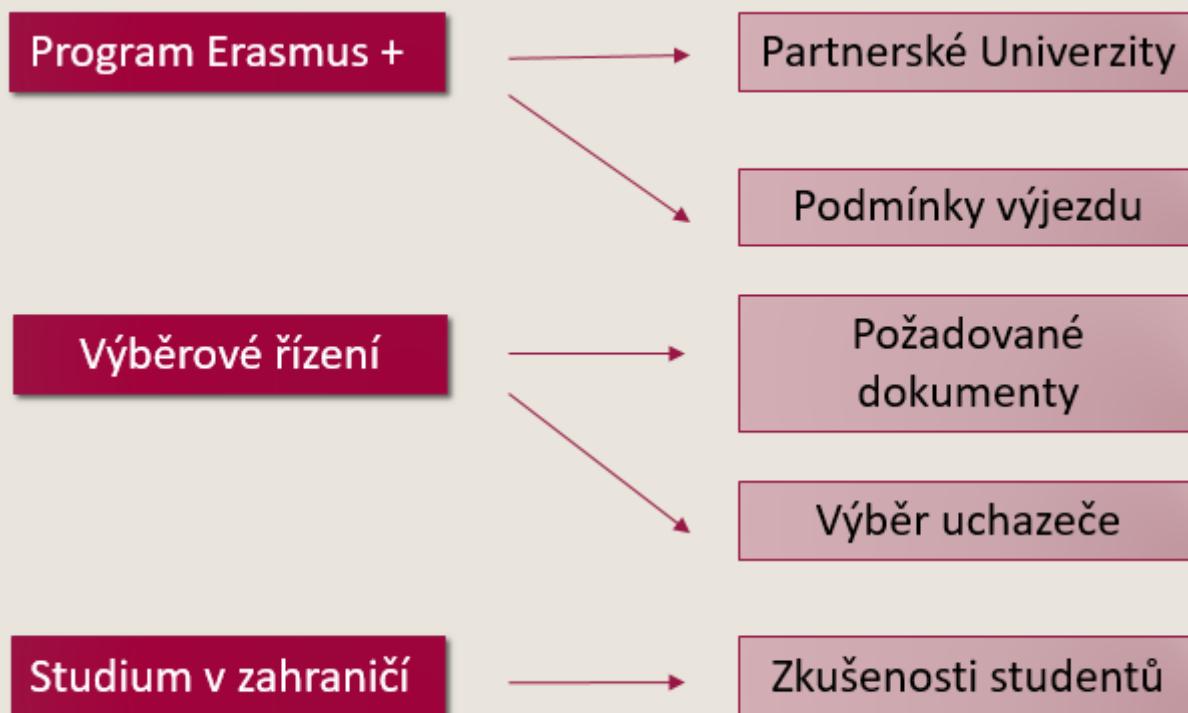 Program Erasmus +
Partnerské Univerzity
Podmínky výjezdu
Výběrové řízení
Požadované
dokumenty
Výběr uchazeče
Studium v zahraničí
Zkušenosti studentů